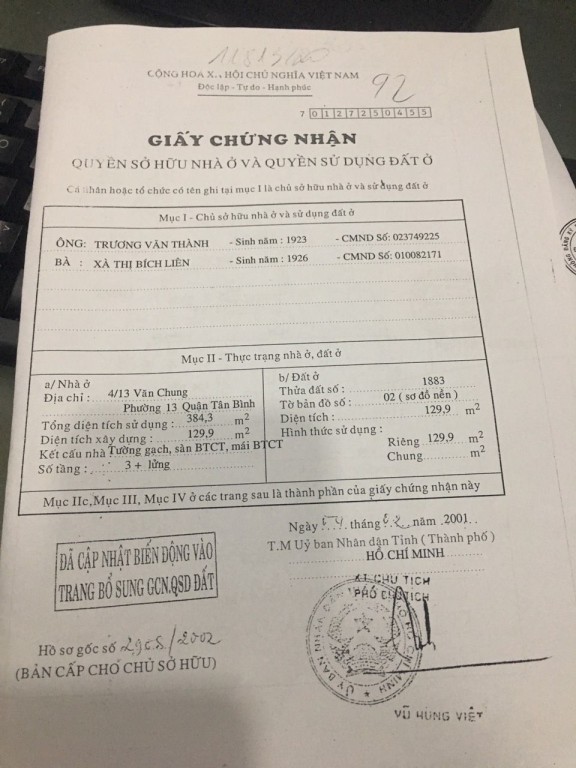 CỘNG HOÀ X. HỘI CHỦ NGHĨA VIỆT NAM
Độc lập - Tự do - Hạnh phúc
92
7 0 1 2 7 2 5 0 4 5 5
GIẤY CHỨNG NHẬN
QUYỀN SỞ HỮU NHÀ Ở VÀ QUYỀN SỬ DỤNG ĐẤT Ở
Cá nhân hoặc tổ chức có tên ghi tại mục I là chủ sở hữu nhà ở và sử dụng đất ở
Mục I - Chủ sở hữu nhà ở và sử dụng đất ở
ÔNG: TRƯƠNG VĂN THÀNH - Sinh năm : 1923 - CMND Số: 023749225
BÀ : XÀ THỊ BÍCH LIÊN - Sinh năm : 1926 - CMND Số: 010082171
Mục II - Thực trạng nhà ở, đất ở
a/ Nhà ở
Địa chỉ : 4/13 Văn Chung
Phường 13 Quận Tân Bình
Tổng diện tích sử dụng : 384,3 m2
Diện tích xây dựng : 129,9 m2
Kết cấu nhà Tường gạch, sàn BTCT, mái BTCT
Số tầng : 3 + lửng
b/ Đất ở
Thửa đất số : 1883
Tờ bản đồ số : 02 ( sơ đồ nền )
Diện tích : 129,9 m2
Hình thức sử dụng :
Riêng 129,9 m2
Chung m2
Mục IIc, Mục III, Mục IV ở các trang sau là thành phần của giấy chứng nhận này
Ngày tháng năm 2001
T.M Uỷ ban Nhân dân Tỉnh ( Thành phố )
HỒ CHÍ MINH
KT CHỦ TỊCH
PHÓ CHỦ TỊCH
ĐÃ CẬP NHẬT BIẾN ĐỘNG VÀO
TRANG BỔ SUNG GCN.QSD ĐẤT
Hồ sơ gốc số /2002
(BẢN CẤP CHO CHỦ SỞ HỮU)
VŨ HÙNG VIỆT